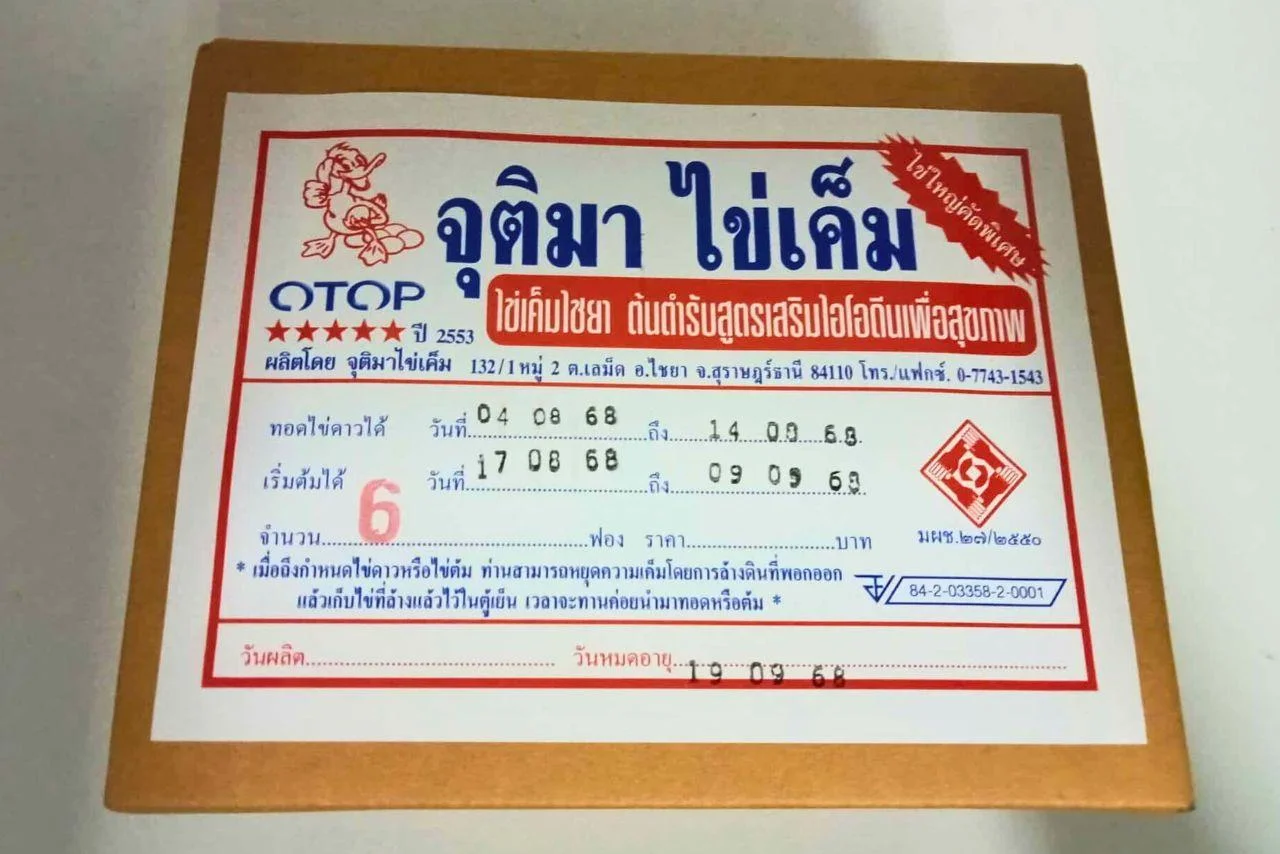 ไข่ใหญ่คัดพิเศษ
จุติมา ไข่เค็ม
OTOP
★★★★★ ปี 2553
ไข่เค็มไชยา ต้นตำรับสูตรเสริมไอโอดีนเพื่อสุขภาพ
ผลิตโดย จุติมาไข่เค็ม 132/1 หมู่ 2 ต.เลม็ด อ.ไชยา จ.สุราษฎร์ธานี 84110 โทร./แฟกซ์. 0-7743-1543
ทอดไข่ดาวได้ วันที่ 04 08 68 ถึง 14 08 68
เริ่มต้มได้ วันที่ 17 08 68 ถึง 09 09 68
จำนวน 6 ฟอง ราคา บาท
มผช.๒๗/๒๕๕๐
* เมื่อถึงกำหนดไข่ดาวหรือไข่ต้ม ท่านสามารถหยุดความเค็มโดยการล้างดินที่พอกออก
แล้วเก็บไข่ที่ล้างแล้วไว้ในตู้เย็น เวลาจะทานค่อยนำมาทอดหรือต้ม *
84-2-03358-2-0001
วันผลิต วันหมดอายุ 19 09 68